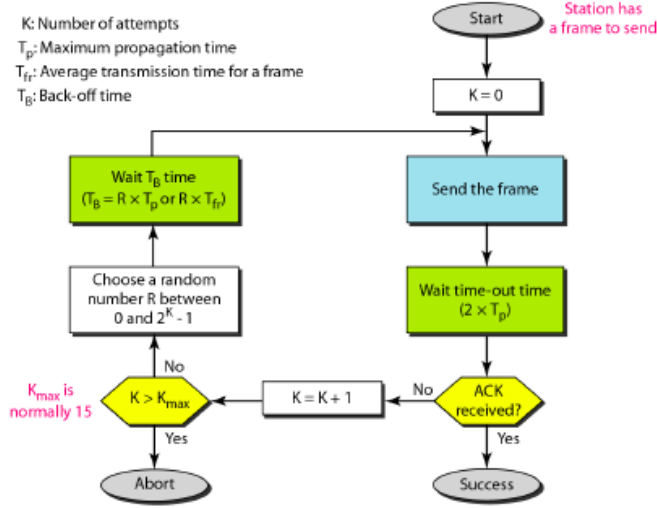 K: Number of attempts
Tp: Maximum propagation time
Tfr: Average transmission time for a frame
TB: Back-off time
Start
Station has
a frame to send
K = 0
Wait TB time
(TB = R × Tp or R × Tfr)
Send the frame
Choose a random
number R between
0 and 2^K - 1
Wait time-out time
(2 × Tp)
Kmax is
normally 15
No
K > Kmax
Yes
K = K + 1
No
ACK
received?
Yes
Abort
Success